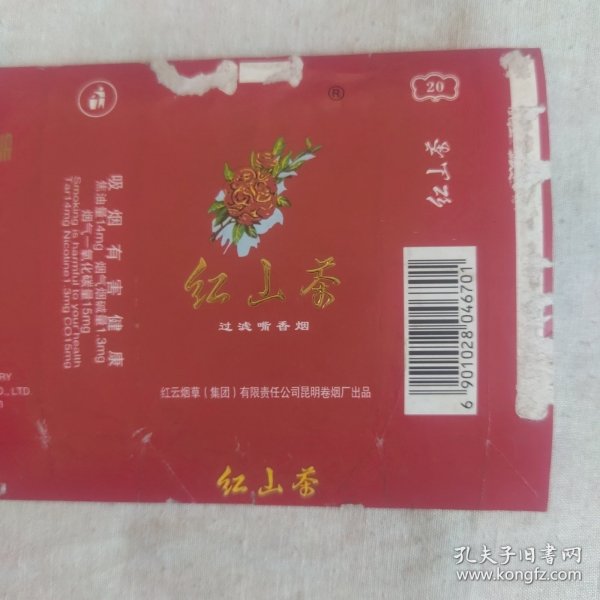 20
®
红山茶
红山茶
过滤嘴香烟
红云烟草(集团)有限责任公司昆明卷烟厂出品
红山茶
吸烟有害健康
焦油量14mg 烟气烟碱量1.3mg
烟气一氧化碳量15mg
Smoking is harmful to your health
Tar14mg Nicotine1.3mg CO15mg
6 901028 046701
RY
O.,LTD.
孔夫子旧书网
www.kongfz.com